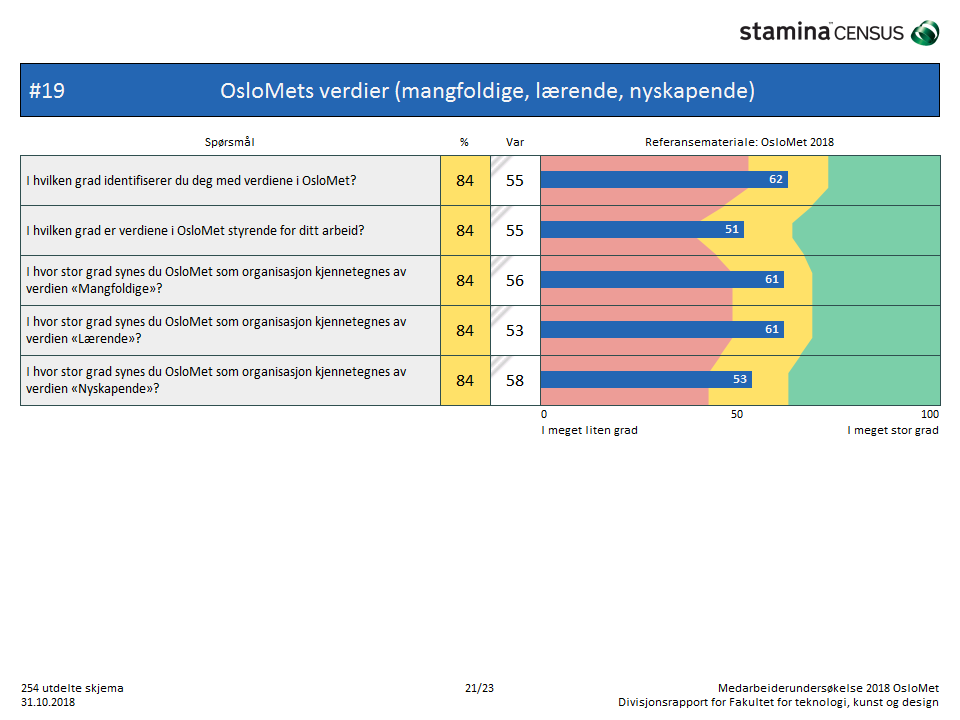 stamina™CENSUS
#19 OsloMets verdier (mangfoldige, lærende, nyskapende)
Spørsmål % Var Referansemateriale: OsloMet 2018
I hvilken grad identifiserer du deg med verdiene i OsloMet? 84 55 62
I hvilken grad er verdiene i OsloMet styrende for ditt arbeid? 84 55 51
I hvor stor grad synes du OsloMet som organisasjon kjennetegnes av
verdien «Mangfoldige»? 84 56 61
I hvor stor grad synes du OsloMet som organisasjon kjennetegnes av
verdien «Lærende»? 84 53 61
I hvor stor grad synes du OsloMet som organisasjon kjennetegnes av
verdien «Nyskapende»? 84 58 53
0 50 100
I meget liten grad I meget stor grad
254 utdelte skjema 21/23 Medarbeiderundersøkelse 2018 OsloMet
31.10.2018 Divisjonsrapport for Fakultet for teknologi, kunst og design